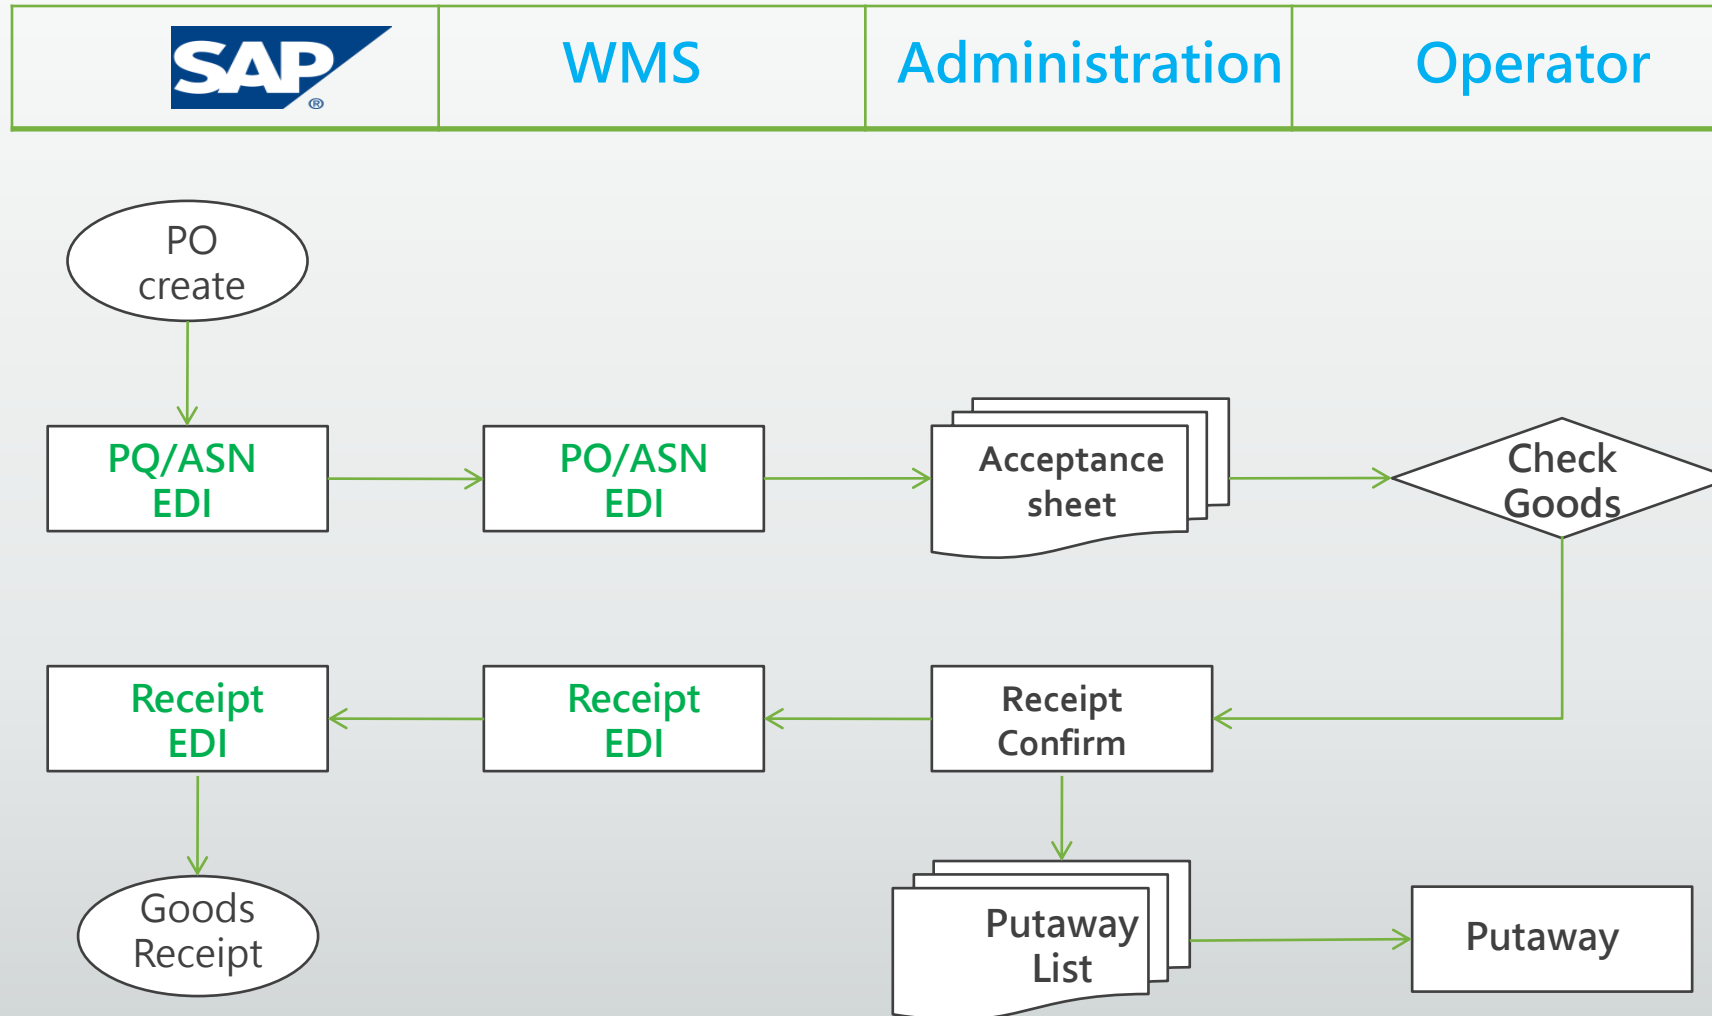 SAP
®
WMS
Administration
Operator
PO
create
PQ/ASN
EDI
PO/ASN
EDI
Acceptance
sheet
Check
Goods
Receipt
EDI
Receipt
EDI
Receipt
Confirm
Goods
Receipt
Putaway
List
Putaway